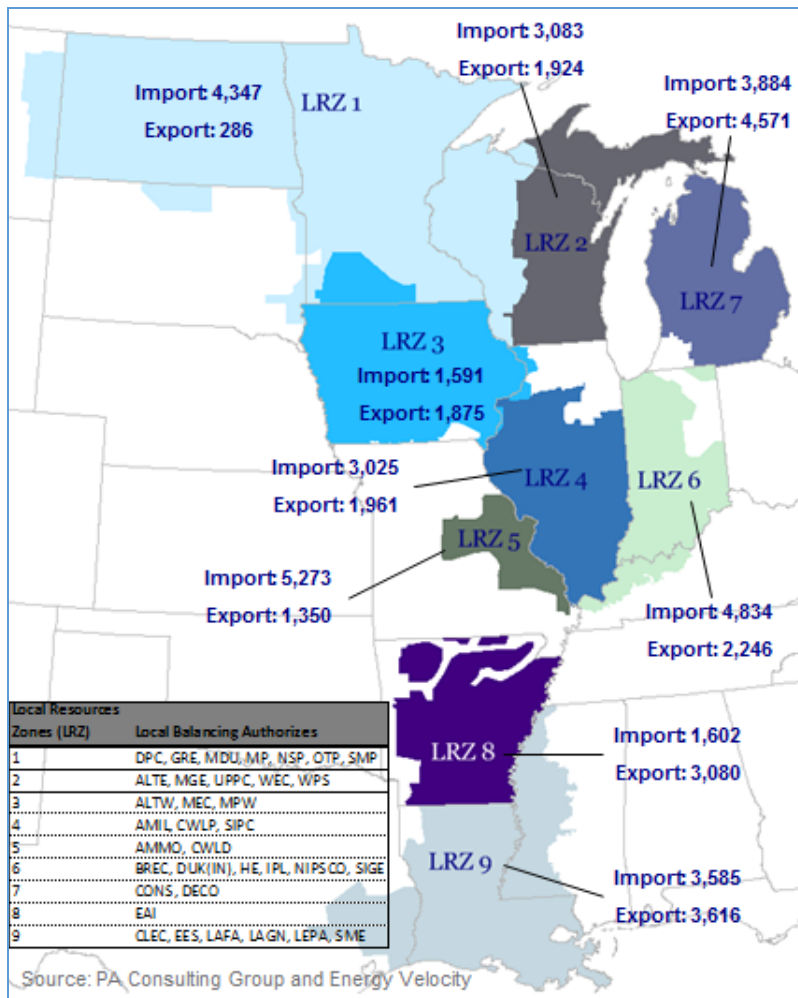 Import: 3,083
Export: 1,924
Import: 4,347
Export: 286
LRZ 1
Import: 3,884
Export: 4,571
LRZ 2
LRZ 7
LRZ 3
Import: 1,591
Export: 1,875
Import: 3,025
Export: 1,961
LRZ 4
LRZ 6
LRZ 5
Import: 5,273
Export: 1,350
Import: 4,834
Export: 2,246
LRZ 8
Import: 1,602
Export: 3,080
LRZ 9
Import: 3,585
Export: 3,616
Local Resources
Zones (LRZ) Local Balancing Authorizes
1 DPC, GRE, MDU, MP, NSP, OTP, SMP
2 ALTE, MGE, UPPC, WEC, WPS
3 ALTW, MEC, MPW
4 AMIL, CWLP, SIPC
5 AMMO, CWLD
6 BREC, DUK(IN), HE, IPL, NIPSCO, SIGE
7 CONS, DECO
8 EAI
9 CLEC, EES, LAFA, LAGN, LEPA, SME
Source: PA Consulting Group and Energy Velocity